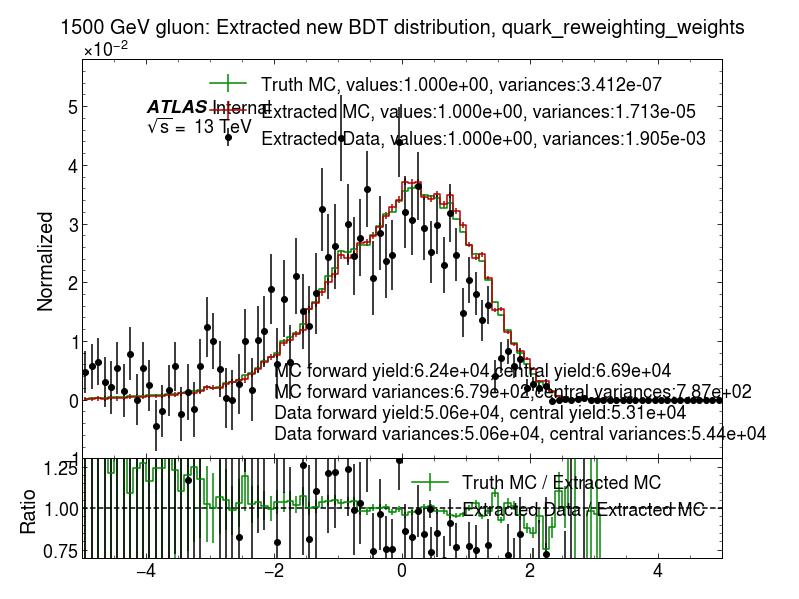 1500 GeV gluon: Extracted new BDT distribution, quark_reweighting_weights
×10⁻²
Truth MC, values:1.000e+00, variances:3.412e-07
ATLAS Internal
Extracted MC, values:1.000e+00, variances:1.713e-05
√s = 13 TeV
Extracted Data, values:1.000e+00, variances:1.905e-03
5
4
3
2
1
0
Normalized
MC forward yield:6.24e+04,central yield:6.69e+04
MC forward variances:6.79e+02,central variances:7.87e+02
Data forward yield:5.06e+04, central yield:5.31e+04
Data forward variances:5.06e+04, central variances:5.44e+04
1.25
1.00
0.75
Ratio
Truth MC / Extracted MC
Extracted Data / Extracted MC
−4 −2 0 2 4